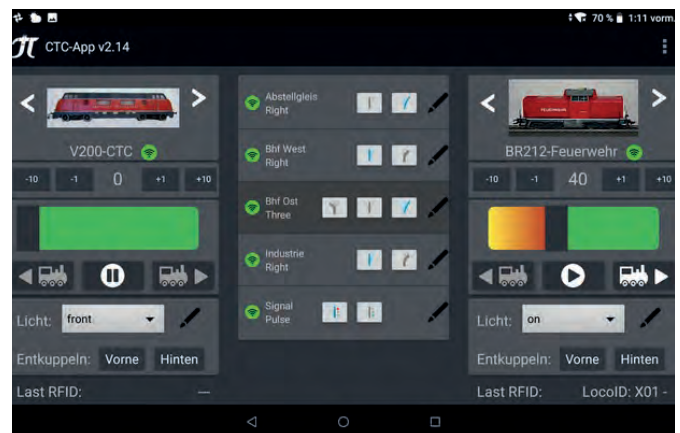 70 % 1:11 vorm.
CTC-App v2.14
V200-CTC
-10 -1 0 +1 +10
Licht: front
Entkuppeln: Vorne Hinten
Last RFID: —
Abstellgleis
Right
Bhf West
Right
Bhf Ost
Three
Industrie
Right
Signal
Pulse
FEUERWEHR
BR212-Feuerwehr
-10 -1 40 +1 +10
Licht: on
Entkuppeln: Vorne Hinten
Last RFID: LocoID: X01 -